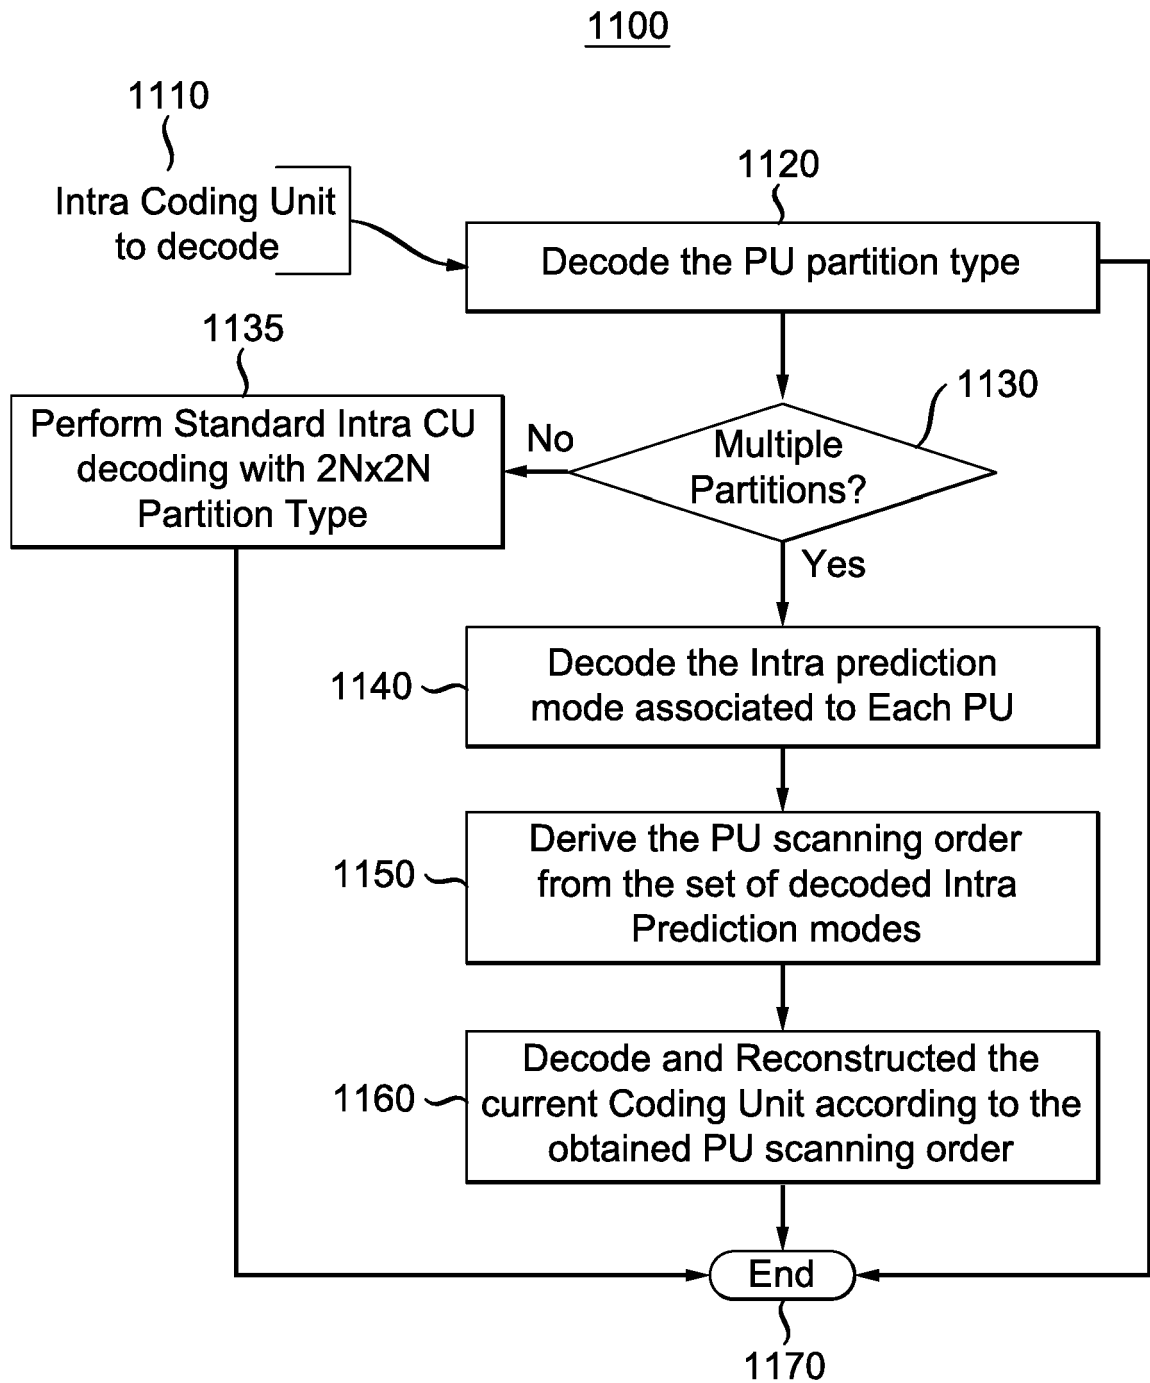 1100
1110
Intra Coding Unit
to decode
1120
Decode the PU partition type
1135
Perform Standard Intra CU
decoding with 2Nx2N
Partition Type
No
1130
Multiple
Partitions?
Yes
1140
Decode the Intra prediction
mode associated to Each PU
1150
Derive the PU scanning order
from the set of decoded Intra
Prediction modes
1160
Decode and Reconstructed the
current Coding Unit according to the
obtained PU scanning order
End
1170